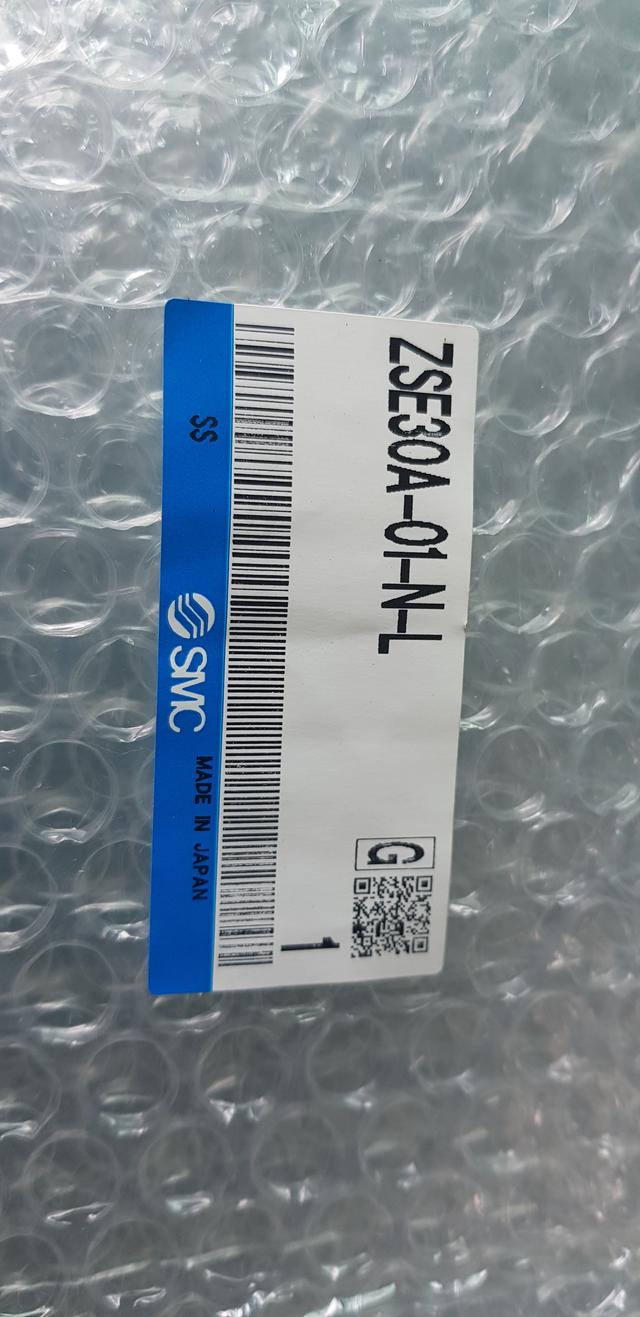 ZSE30A-01-N-L
G
1
SS
SMC
MADE IN JAPAN